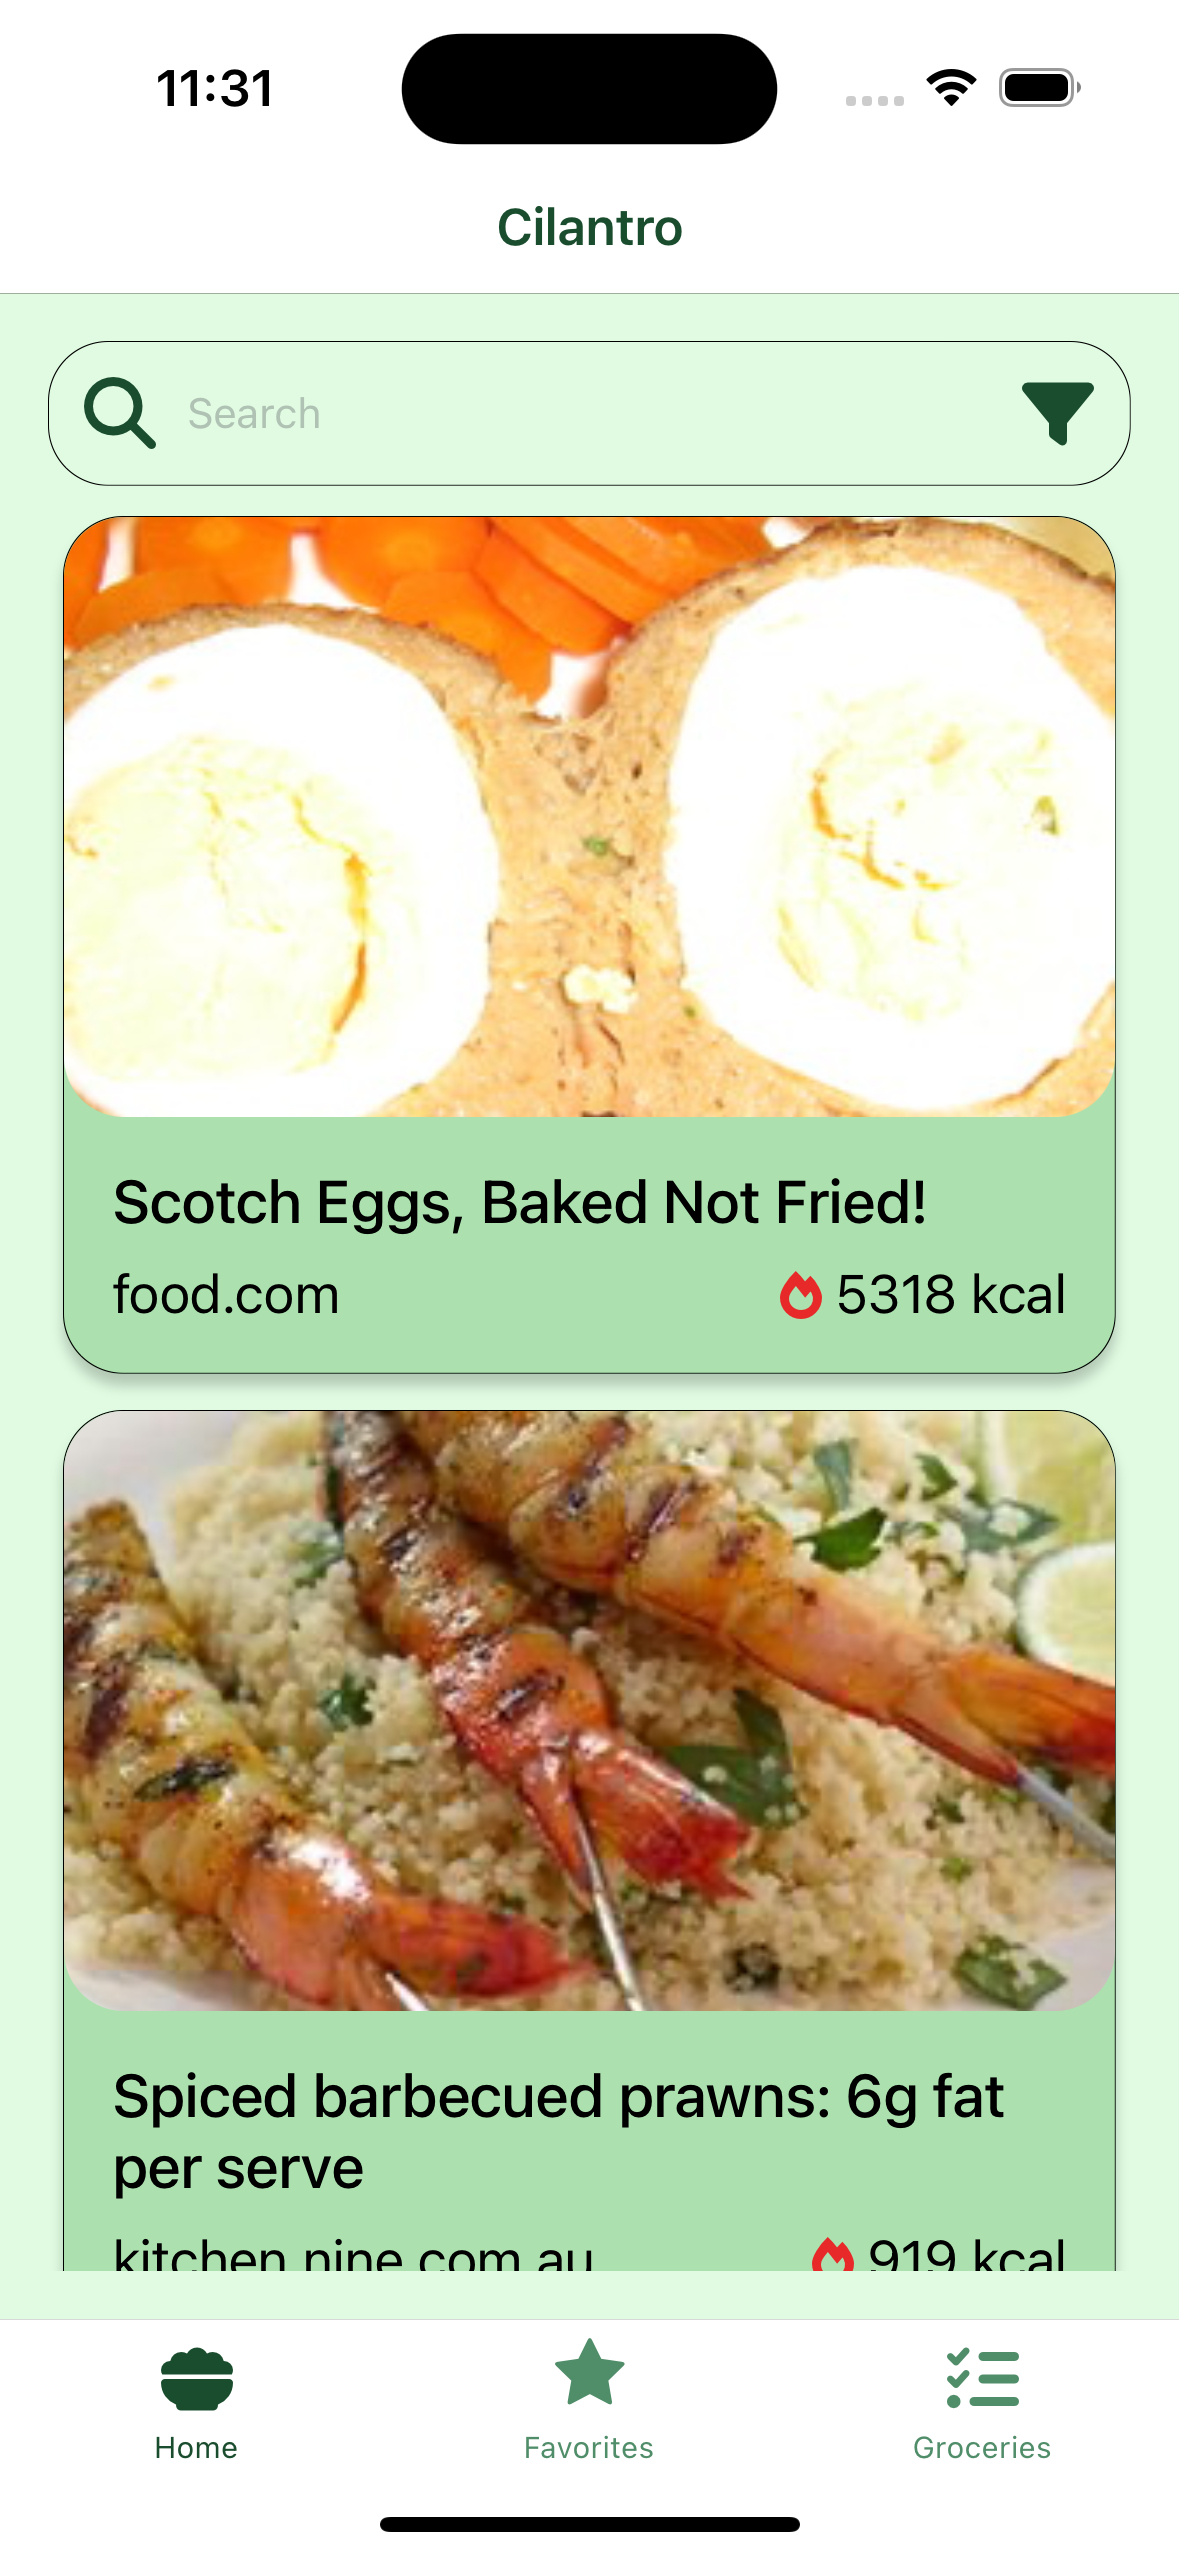 11:31
Cilantro
Search
Scotch Eggs, Baked Not Fried!
food.com
5318 kcal
Spiced barbecued prawns: 6g fat
per serve
kitchen nine com au
919 kcal
Home
Favorites
Groceries